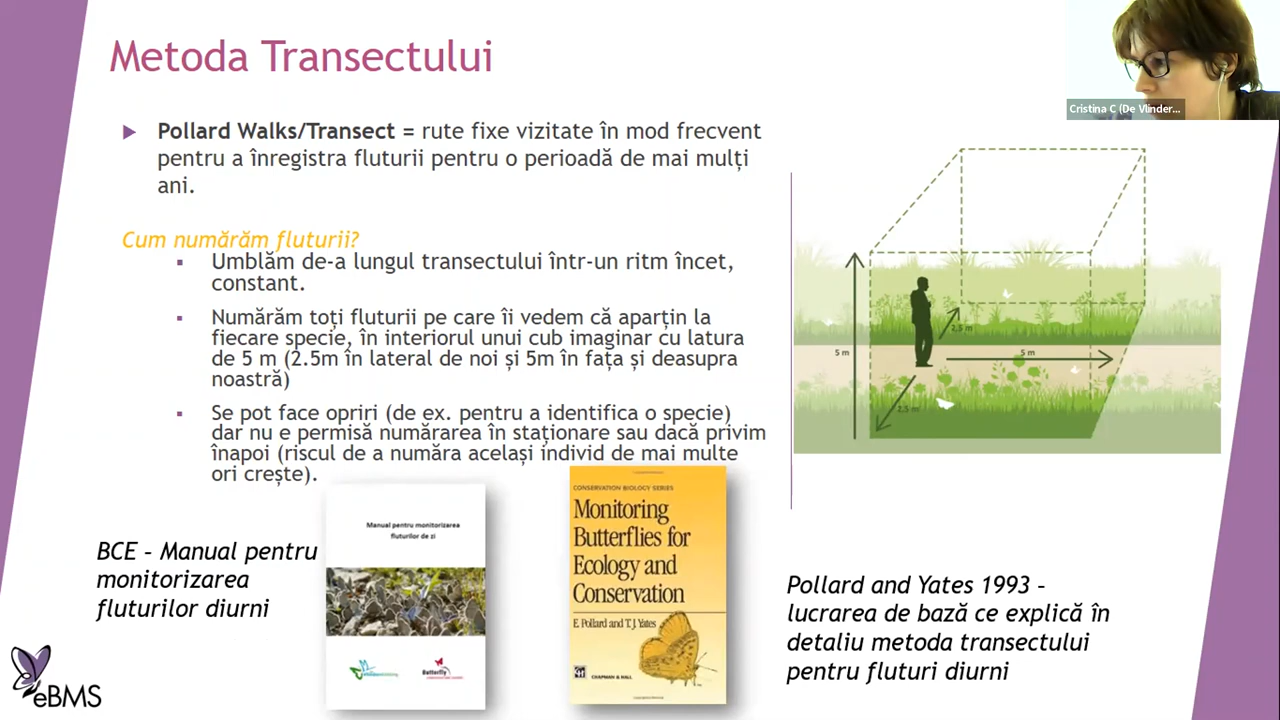 Metoda Transectului
Cristina C (De Vlinder...
Pollard Walks/Transect = rute fixe vizitate în mod frecvent
pentru a înregistra fluturii pentru o perioadă de mai mulți
ani.
Cum numărăm fluturii?
Umblăm de-a lungul transectului într-un ritm încet,
constant.
Numărăm toți fluturii pe care îi vedem că aparțin la
fiecare specie, în interiorul unui cub imaginar cu latura
de 5 m (2.5m în lateral de noi și 5m în fața și deasupra
noastră)
Se pot face opriri (de ex. pentru a identifica o specie)
dar nu e permisă numărarea în staționare sau dacă privim
înapoi (riscul de a număra același individ de mai multe
ori crește).
5 m
2,5 m
5 m
2,5 m
BCE – Manual pentru
monitorizarea
fluturilor diurni
Manual pentru monitorizarea
fluturilor de zi
Butterfly
CONSERVATION BIOLOGY SERIES
Monitoring
Butterflies for
Ecology and
Conservation
E. Pollard and T.J. Yates
CHAPMAN & HALL
Pollard and Yates 1993 –
lucrarea de bază ce explică în
detaliu metoda transectului
pentru fluturi diurni
eBMS